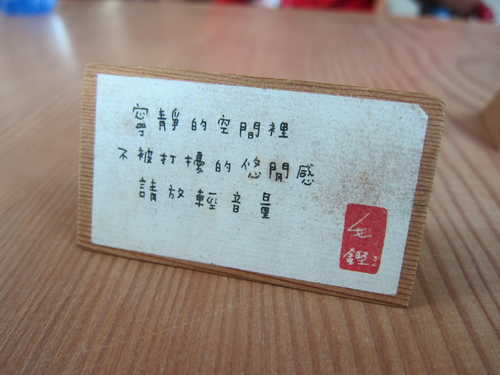 寧靜的空間裡
不被打擾的悠閒感
請放輕音量